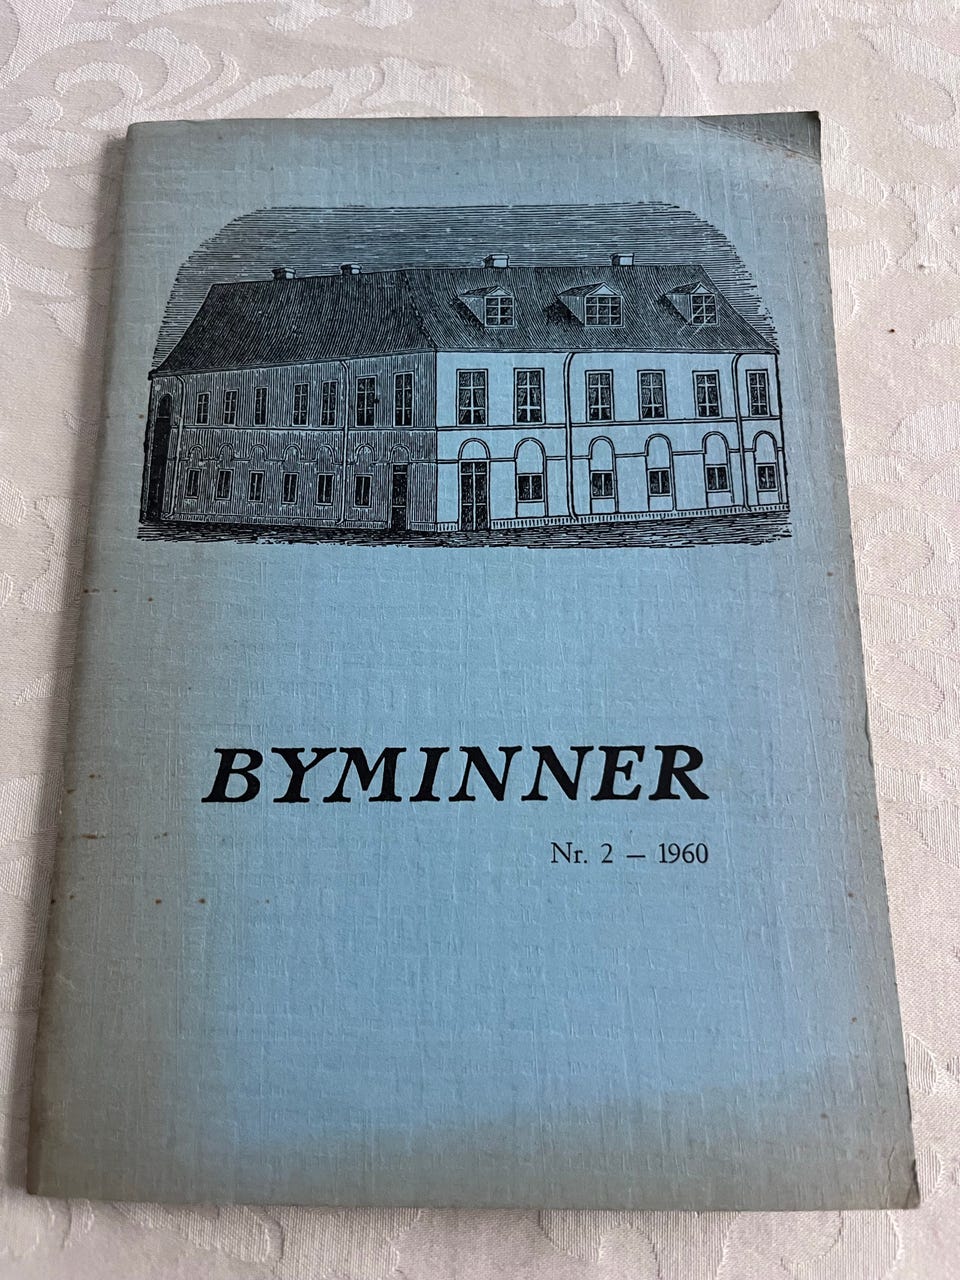 BYMINNER
Nr. 2 – 1960